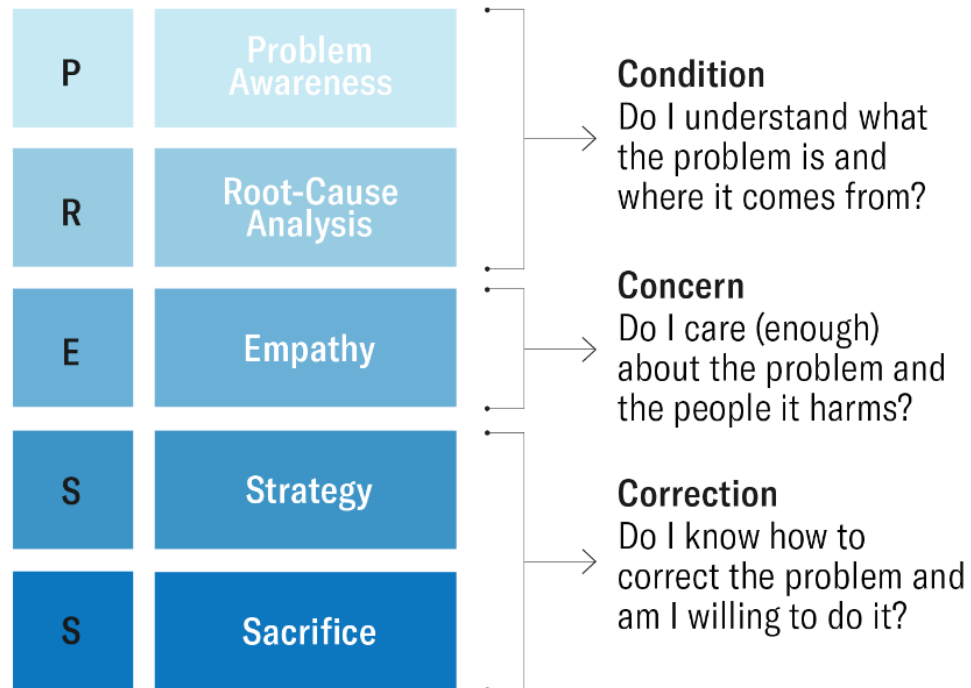 P
Problem
Awareness
R
Root-Cause
Analysis
E
Empathy
S
Strategy
S
Sacrifice
Condition
Do I understand what
the problem is and
where it comes from?
Concern
Do I care (enough)
about the problem and
the people it harms?
Correction
Do I know how to
correct the problem and
am I willing to do it?